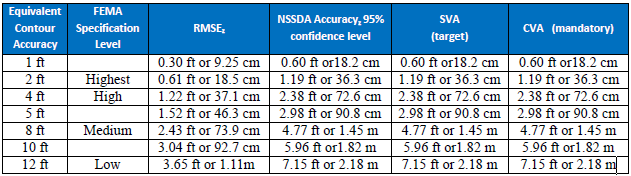 Equivalent Contour Accuracy | FEMA Specification Level | RMSEz | NSSDA Accuracyz 95% confidence level | SVA (target) | CVA (mandatory)
1 ft | | 0.30 ft or 9.25 cm | 0.60 ft or18.2 cm | 0.60 ft or18.2 cm | 0.60 ft or18.2 cm
2 ft | Highest | 0.61 ft or 18.5 cm | 1.19 ft or 36.3 cm | 1.19 ft or 36.3 cm | 1.19 ft or 36.3 cm
4 ft | High | 1.22 ft or 37.1 cm | 2.38 ft or 72.6 cm | 2.38 ft or 72.6 cm | 2.38 ft or 72.6 cm
5 ft | | 1.52 ft or 46.3 cm | 2.98 ft or 90.8 cm | 2.98 ft or 90.8 cm | 2.98 ft or 90.8 cm
8 ft | Medium | 2.43 ft or 73.9 cm | 4.77 ft or 1.45 m | 4.77 ft or 1.45 m | 4.77 ft or 1.45 m
10 ft | | 3.04 ft or 92.7 cm | 5.96 ft or1.82 m | 5.96 ft or1.82 m | 5.96 ft or1.82 m
12 ft | Low | 3.65 ft or 1.11m | 7.15 ft or 2.18 m | 7.15 ft or 2.18 m | 7.15 ft or 2.18 m